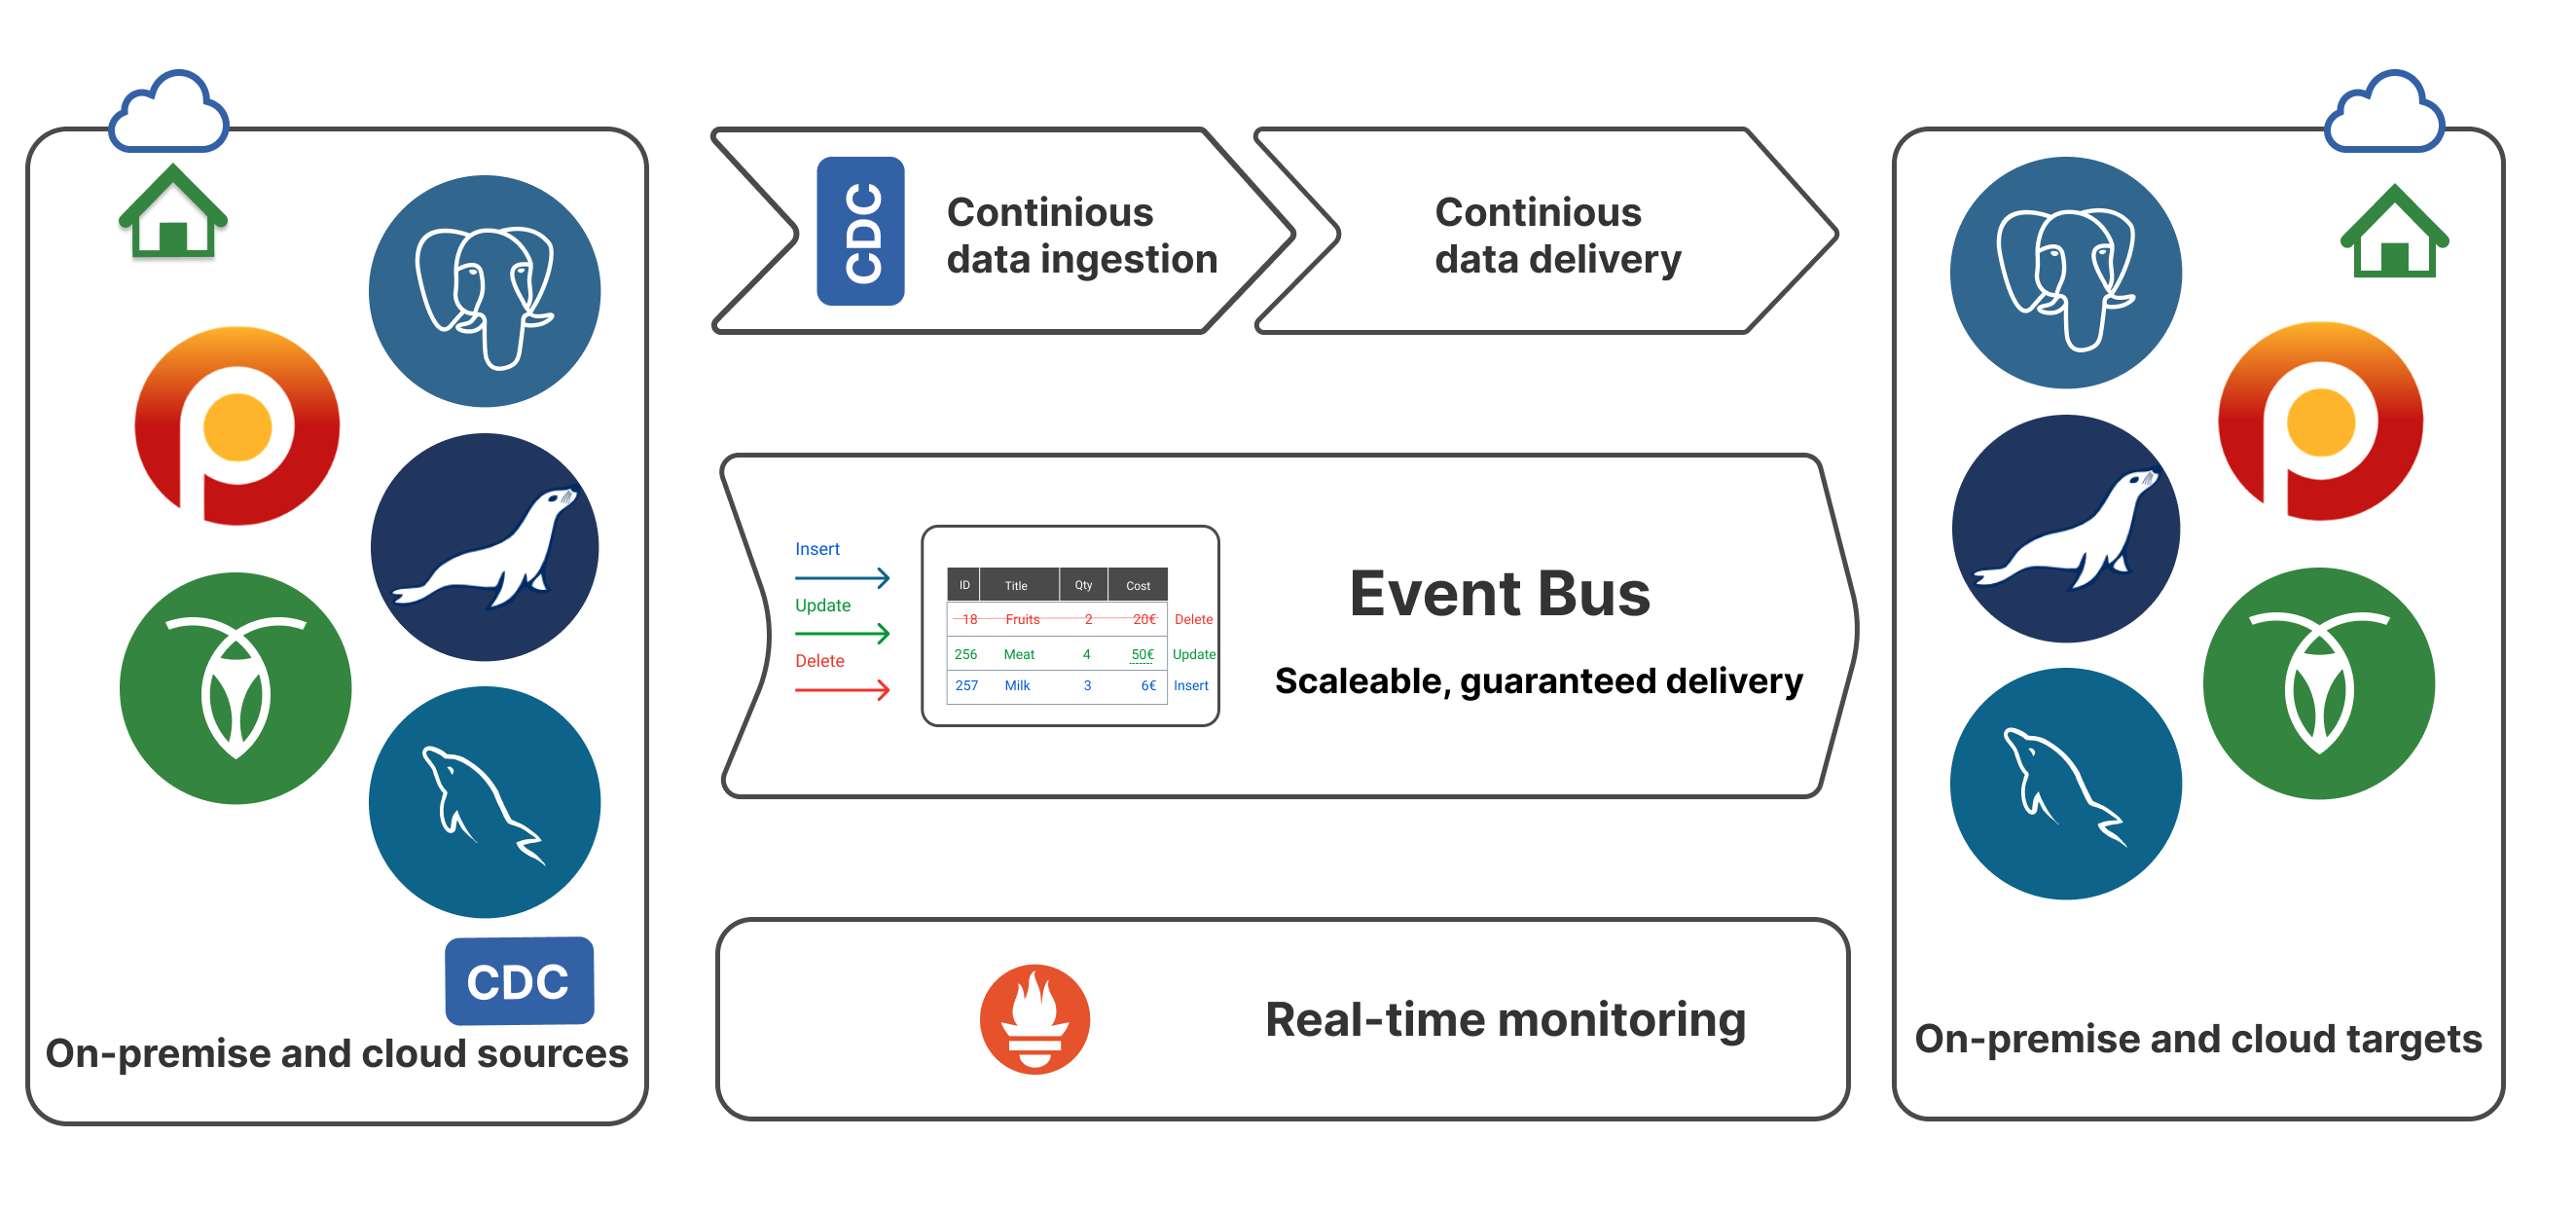 CDC
On-premise and cloud sources
CDC
Continious
data ingestion
Continious
data delivery
Insert
Update
Delete
ID Title Qty Cost
18 Fruits 2 20€ Delete
256 Meat 4 50€ Update
257 Milk 3 6€ Insert
Event Bus
Scaleable, guaranteed delivery
Real-time monitoring
On-premise and cloud targets